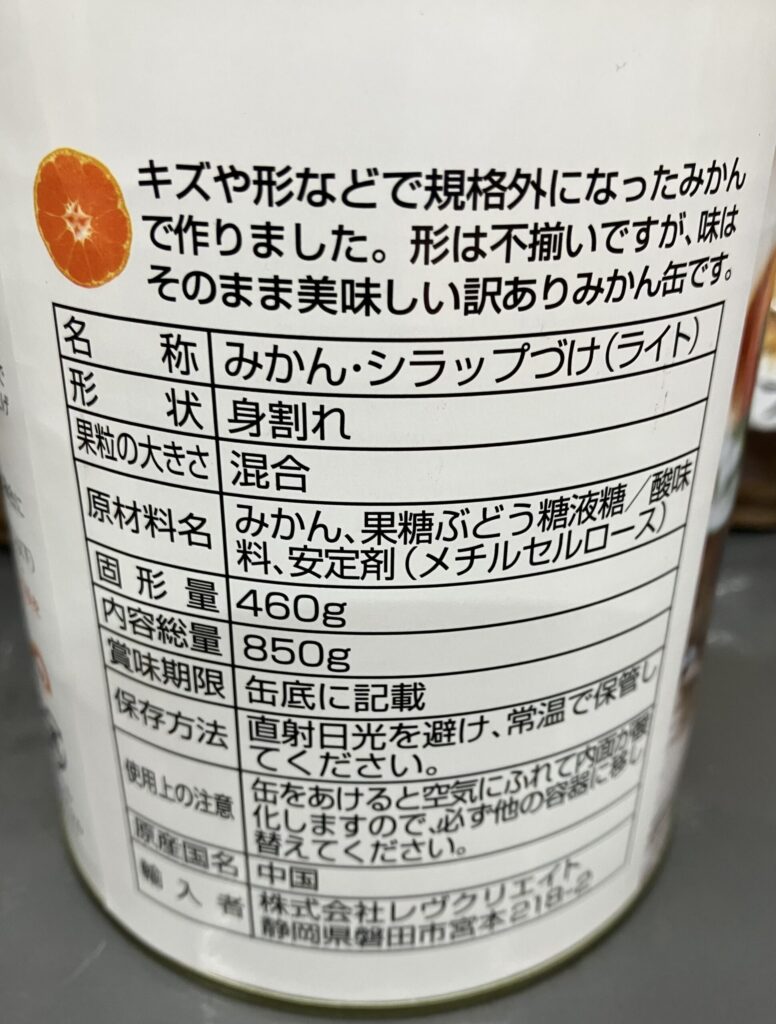 キズや形などで規格外になったみかん
で作りました。形は不揃いですが、味は
そのまま美味しい訳ありみかん缶です。
名称 みかん・シラップづけ(ライト)
形状 身割れ
果粒の大きさ 混合
原材料名 みかん、果糖ぶどう糖液糖／酸味
料、安定剤(メチルセルロース)
固形量 460g
内容総量 850g
賞味期限 缶底に記載
保存方法 直射日光を避け、常温で保管し
てください。
使用上の注意 缶をあけると空気にふれて内面が酸
化しますので、必ず他の容器に移し
替えてください。
原産国名 中国
輸入者 株式会社レヴクリエイト
静岡県磐田市宮本218-2